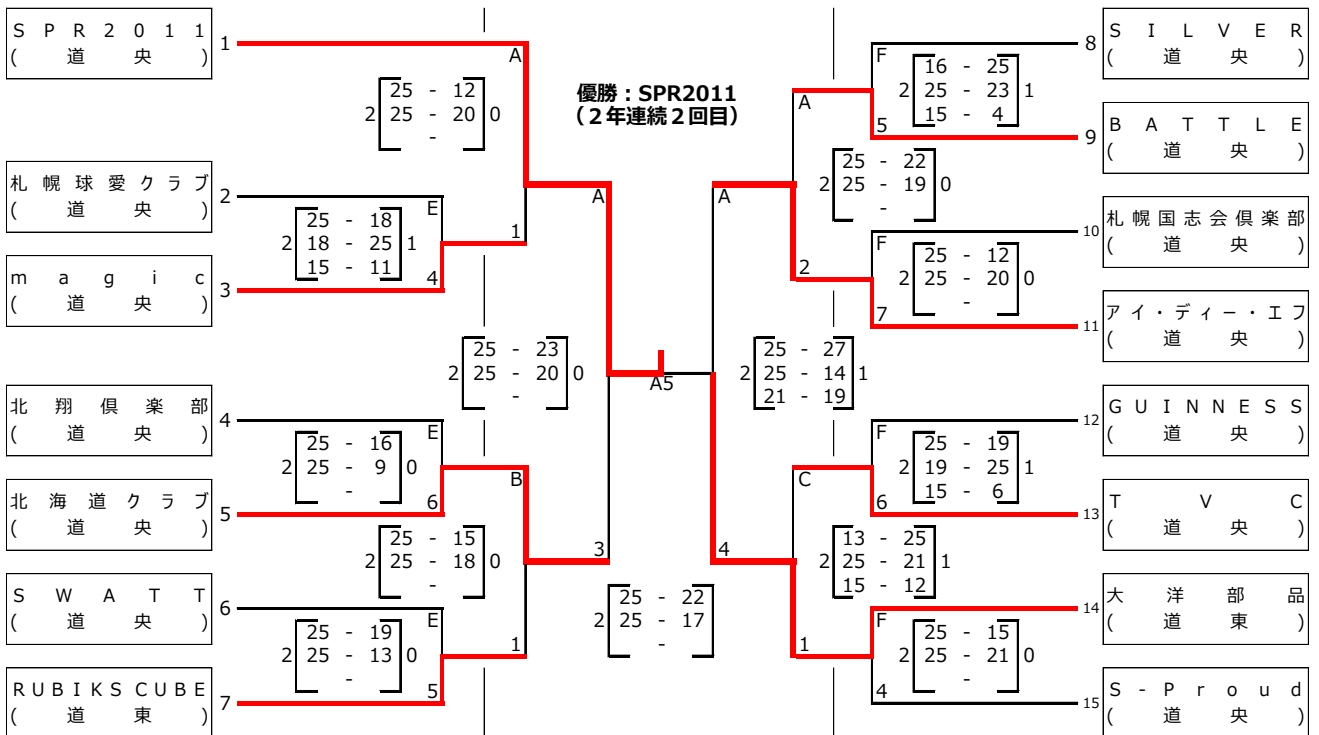 SPR2011
(道央)
1
札幌球愛クラブ
(道央)
2
magic
(道央)
3
北翔倶楽部
(道央)
4
北海道クラブ
(道央)
5
SWATT
(道央)
6
RUBIKS CUBE
(道東)
7
A
25 - 12
2 25 - 20 0
-
E
25 - 18
2 18 - 25 1
15 - 11
4
1
A
25 - 23
2 25 - 20 0
-
E
25 - 16
2 25 - 9 0
-
6
B
25 - 15
2 25 - 18 0
-
3
E
25 - 19
2 25 - 13 0
-
5
1
優勝：SPR2011
（２年連続２回目）
A5
25 - 22
2 25 - 17
-
A
25 - 27
2 25 - 14 1
21 - 19
4
A
25 - 22
2 25 - 19 0
-
2
F
16 - 25
2 25 - 23 1
15 - 4
5
F
25 - 12
2 25 - 20 0
-
7
C
13 - 25
2 25 - 21 1
15 - 12
1
F
25 - 19
2 19 - 25 1
15 - 6
6
F
25 - 15
2 25 - 21 0
-
4
8
SILVER
(道央)
9
BATTLE
(道央)
10
札幌国志会倶楽部
(道央)
11
アイ・ディー・エフ
(道央)
12
GUINNESS
(道央)
13
TVC
(道央)
14
大洋部品
(道東)
15
S-Proud
(道央)